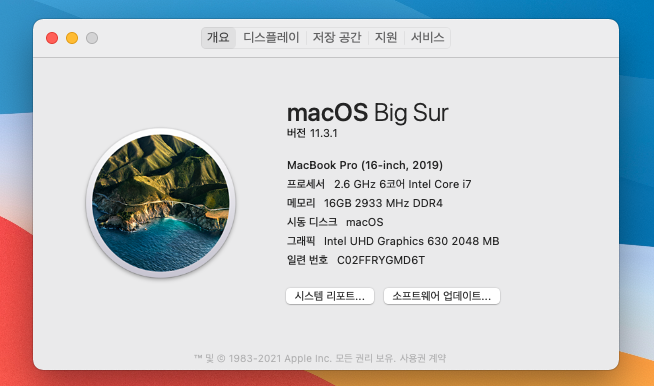 개요 디스플레이 저장 공간 지원 서비스
macOS Big Sur
버전 11.3.1
MacBook Pro (16-inch, 2019)
프로세서 2.6 GHz 6코어 Intel Core i7
메모리 16GB 2933 MHz DDR4
시동 디스크 macOS
그래픽 Intel UHD Graphics 630 2048 MB
일련 번호 C02FFRYGMD6T
시스템 리포트... 소프트웨어 업데이트...
™ 및 © 1983-2021 Apple Inc. 모든 권리 보유. 사용권 계약